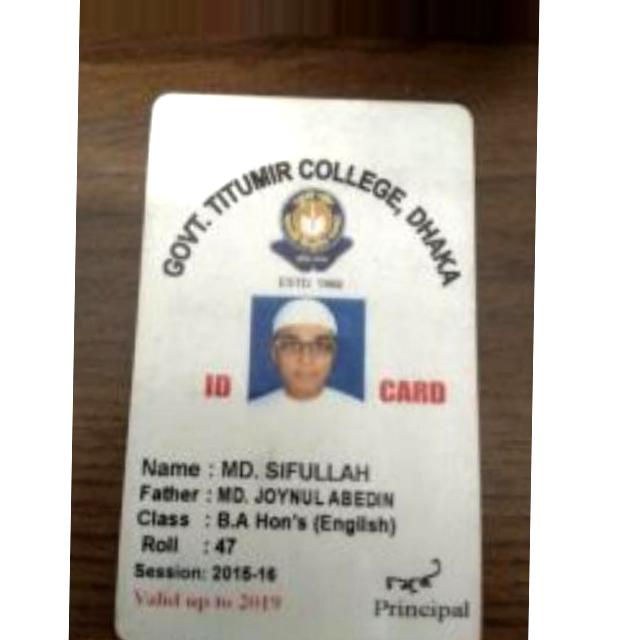 GOVT. TITUMIR COLLEGE, DHAKA
ESTD. 1968
ID CARD
Name : MD. SIFULLAH
Father : MD. JOYNUL ABEDIN
Class : B.A Hon's (English)
Roll : 47
Session: 2015-16
Valid up to 2019
Principal